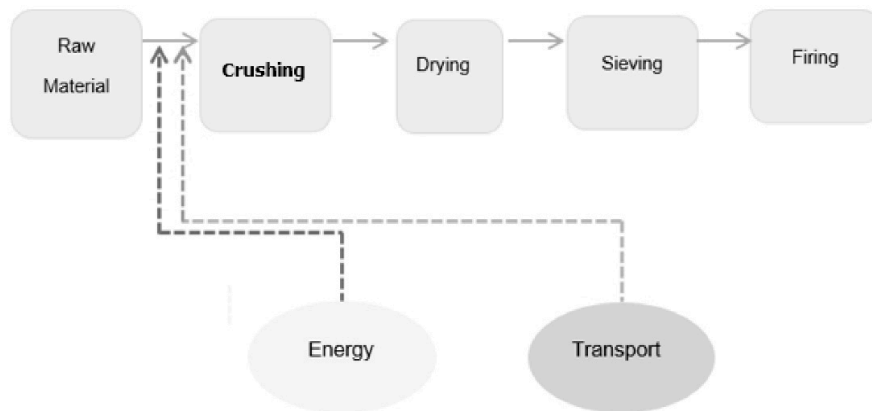 Raw
Material
Crushing
Drying
Sieving
Firing
Energy
Transport